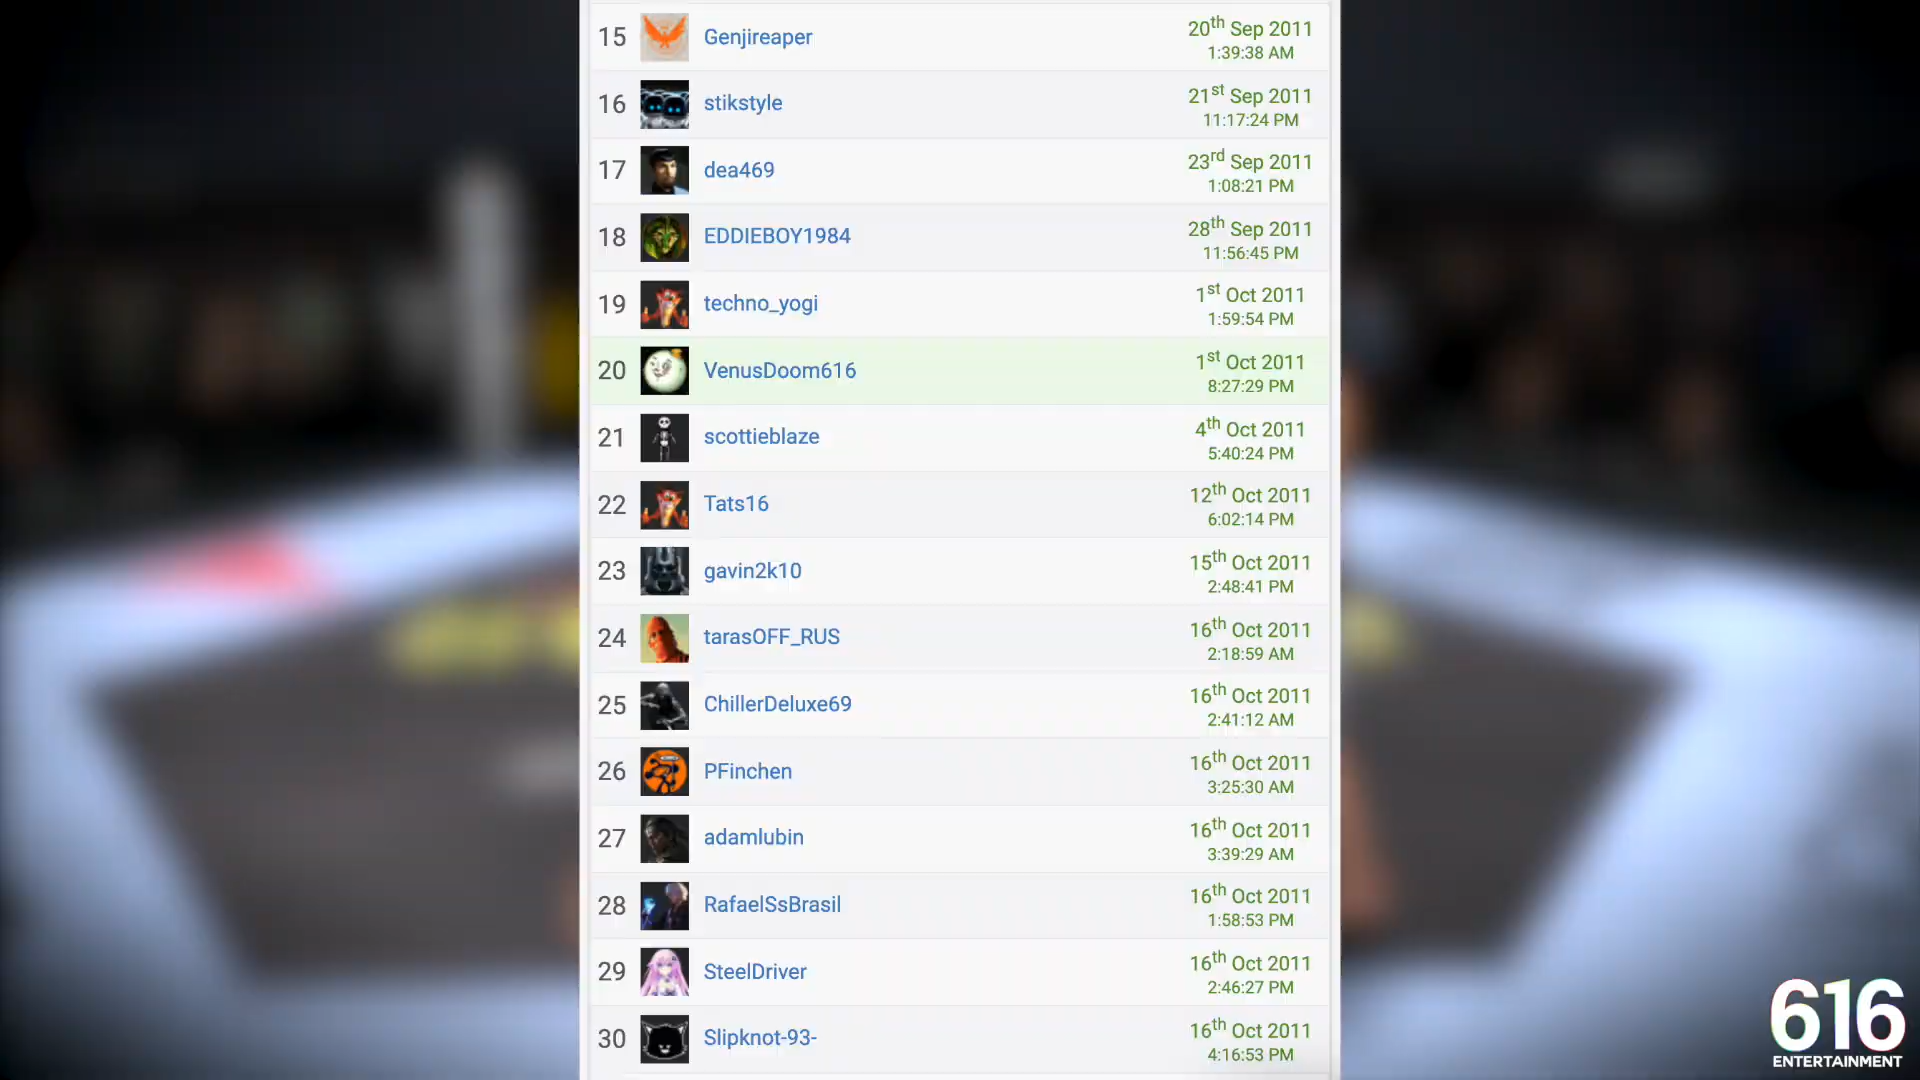 15 Genjireaper 20th Sep 2011
1:39:38 AM
16 stikstyle 21st Sep 2011
11:17:24 PM
17 dea469 23rd Sep 2011
1:08:21 PM
18 EDDIEBOY1984 28th Sep 2011
11:56:45 PM
19 techno_yogi 1st Oct 2011
1:59:54 PM
20 VenusDoom616 1st Oct 2011
8:27:29 PM
21 scottieblaze 4th Oct 2011
5:40:24 PM
22 Tats16 12th Oct 2011
6:02:14 PM
23 gavin2k10 15th Oct 2011
2:48:41 PM
24 tarasOFF_RUS 16th Oct 2011
2:18:59 AM
25 ChillerDeluxe69 16th Oct 2011
2:41:12 AM
26 PFinchen 16th Oct 2011
3:25:30 AM
27 adamlubin 16th Oct 2011
3:39:29 AM
28 RafaelSsBrasil 16th Oct 2011
1:58:53 PM
29 SteelDriver 16th Oct 2011
2:46:27 PM
30 Slipknot-93- 16th Oct 2011
4:16:53 PM
616
ENTERTAINMENT